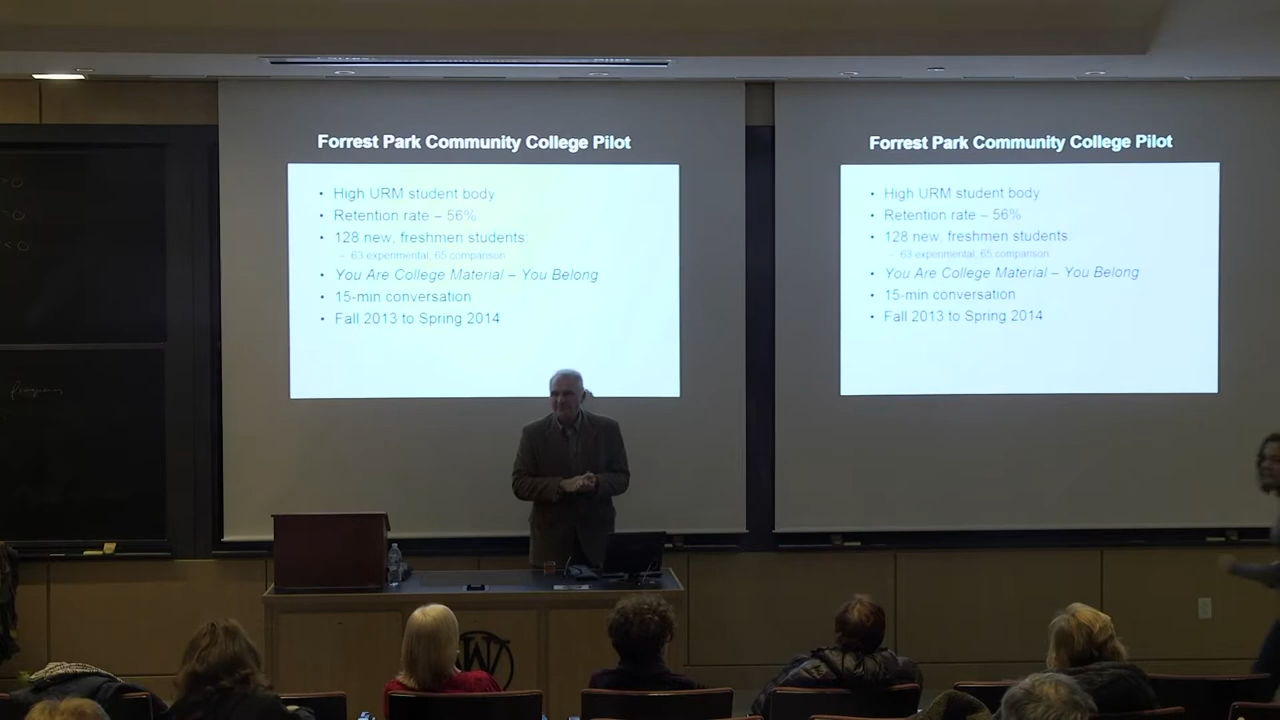 Forrest Park Community College Pilot
• High URM student body
• Retention rate – 56%
• 128 new, freshmen students:
– 63 experimental, 65 comparison
• You Are College Material – You Belong
• 15-min conversation
• Fall 2013 to Spring 2014
Forrest Park Community College Pilot
• High URM student body
• Retention rate – 56%
• 128 new, freshmen students:
– 63 experimental, 65 comparison
• You Are College Material – You Belong
• 15-min conversation
• Fall 2013 to Spring 2014
W